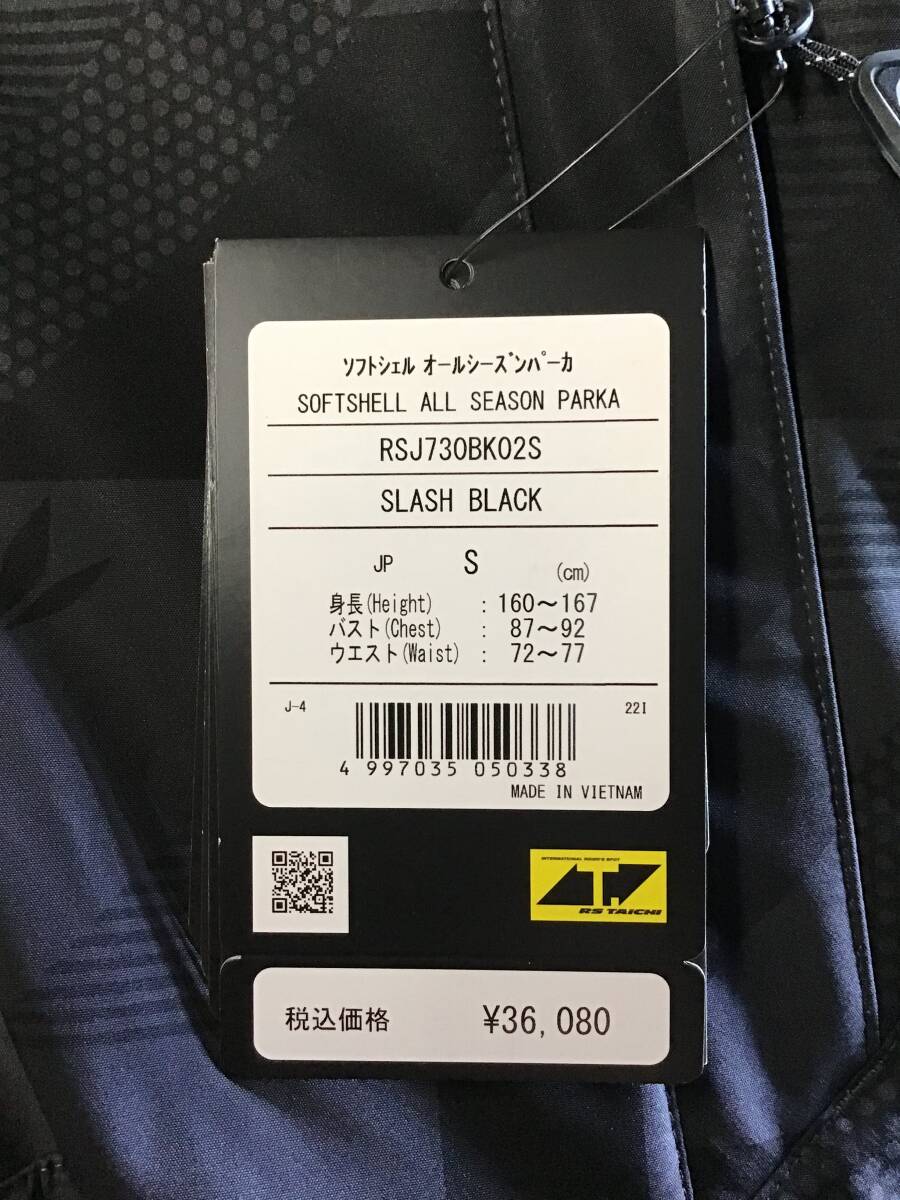 ソフトシェル オールシーズンパーカ
SOFTSHELL ALL SEASON PARKA
RSJ730BK02S
SLASH BLACK
JP S (cm)
身長(Height) : 160～167
バスト(Chest) : 87～92
ウエスト(Waist) : 72～77
J-4 22I
4 997035 050338
MADE IN VIETNAM
INTERNATIONAL RIDER'S SPOT
RS TAICHI
税込価格 ¥36,080